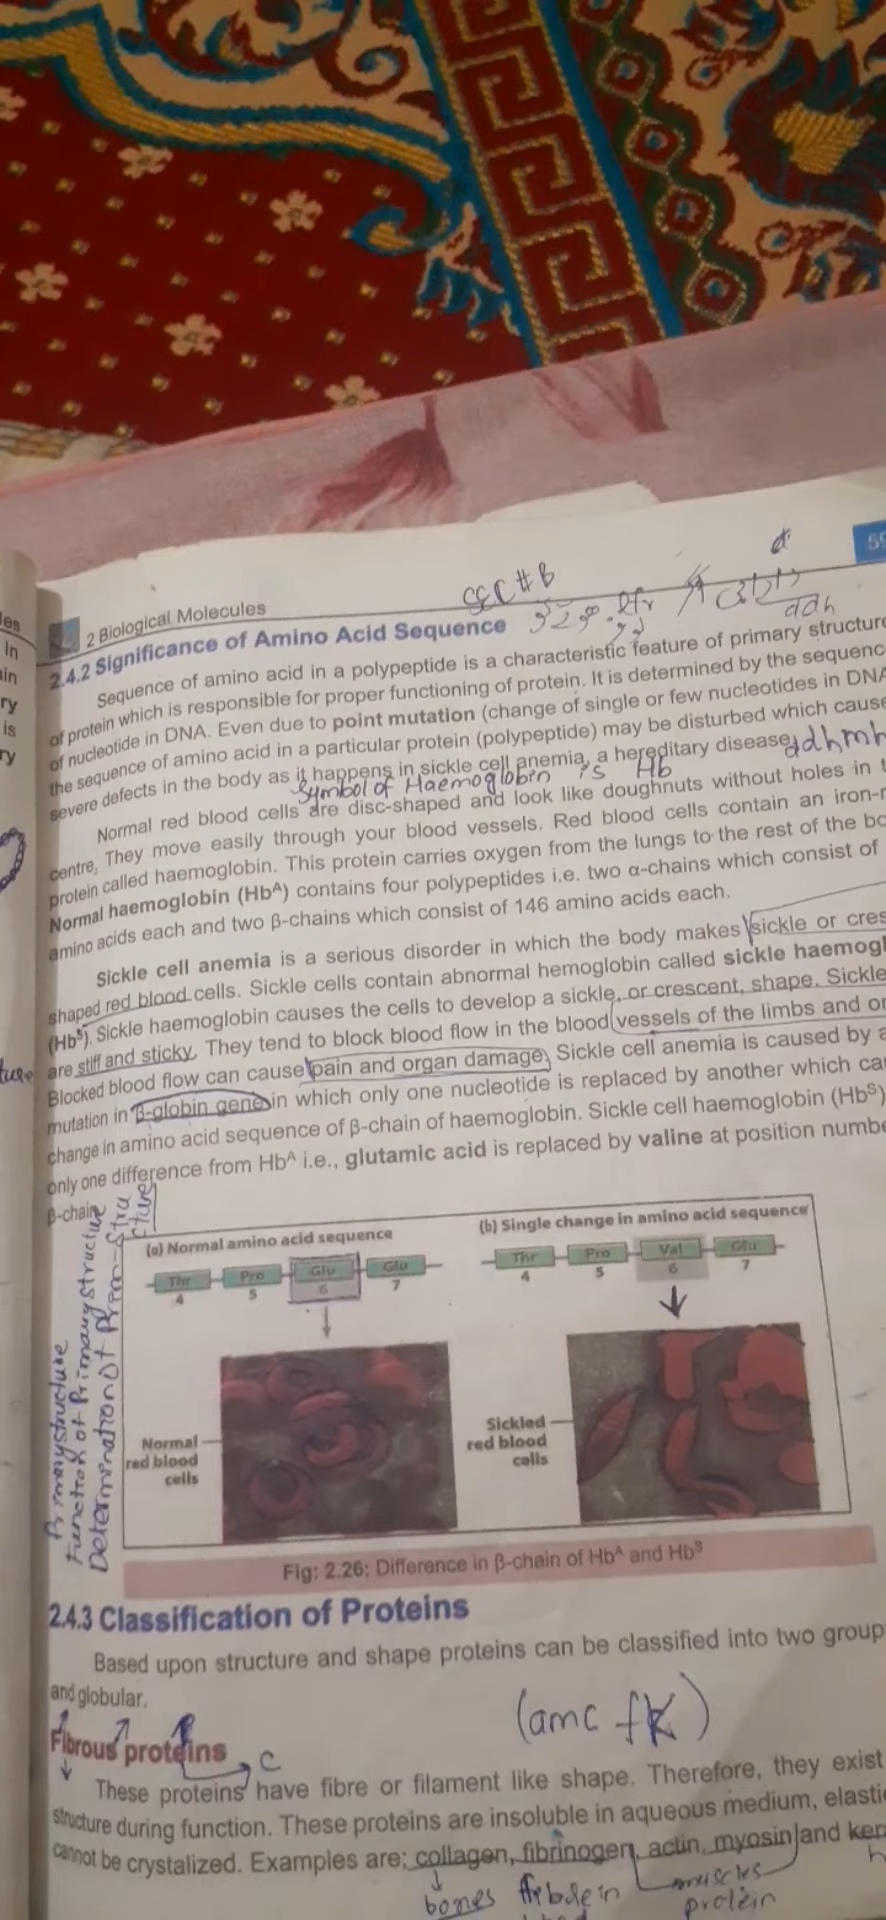 les
in
ain
ry
is
ry
59
2 Biological Molecules
2.4.2 Significance of Amino Acid Sequence
Sequence of amino acid in a polypeptide is a characteristic feature of primary structure
of protein which is responsible for proper functioning of protein. It is determined by the sequenc
of nucleotide in DNA. Even due to point mutation (change of single or few nucleotides in DNA
the sequence of amino acid in a particular protein (polypeptide) may be disturbed which cause
severe defects in the body as it happens in sickle cell anemia, a hereditary disease
Symbol of Haemoglobin is Hb
Normal red blood cells are disc-shaped and look like doughnuts without holes in t
centre. They move easily through your blood vessels. Red blood cells contain an iron-r
protein called haemoglobin. This protein carries oxygen from the lungs to the rest of the bo
Normal haemoglobin (Hbᴬ) contains four polypeptides i.e. two α-chains which consist of
amino acids each and two β-chains which consist of 146 amino acids each.
Sickle cell anemia is a serious disorder in which the body makes sickle or cres
shaped red blood cells. Sickle cells contain abnormal hemoglobin called sickle haemogl
(Hbˢ). Sickle haemoglobin causes the cells to develop a sickle, or crescent, shape. Sickle
are stiff and sticky. They tend to block blood flow in the blood vessels of the limbs and or
Blocked blood flow can cause pain and organ damage. Sickle cell anemia is caused by a
mutation in β-globin gene in which only one nucleotide is replaced by another which ca
change in amino acid sequence of β-chain of haemoglobin. Sickle cell haemoglobin (Hbˢ)
only one difference from Hbᴬ i.e., glutamic acid is replaced by valine at position numbe
β-chain
Primary structure
Function of Primary structure
Determination of Prim-Stru
cture
(a) Normal amino acid sequence
Thr Pro Glu Glu
4 5 6 7
(b) Single change in amino acid sequence
Thr Pro Val Glu
4 5 6 7
Normal
red blood
cells
Sickled
red blood
cells
Fig: 2.26: Difference in β-chain of Hbᴬ and Hbˢ
2.4.3 Classification of Proteins
Based upon structure and shape proteins can be classified into two group
and globular.
(amc fk)
Fibrous proteins
C
These proteins have fibre or filament like shape. Therefore, they exist
structure during function. These proteins are insoluble in aqueous medium, elastic
cannot be crystalized. Examples are; collagen, fibrinogen, actin, myosin and ker
bones
muscles
protein